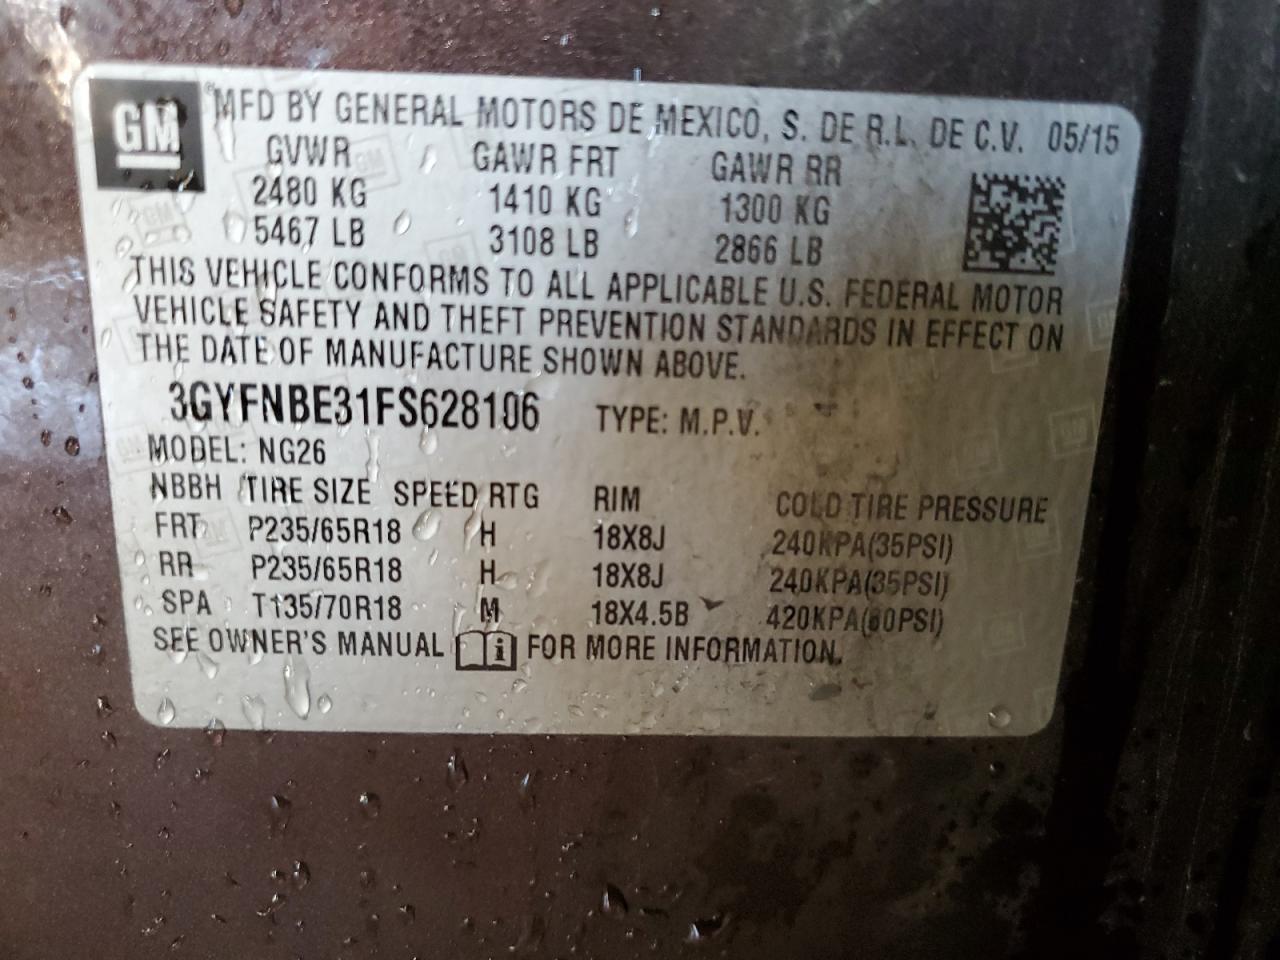 GM
MFD BY GENERAL MOTORS DE MEXICO, S. DE R.L. DE C.V. 05/15
GVWR GAWR FRT GAWR RR
2480 KG 1410 KG 1300 KG
5467 LB 3108 LB 2866 LB
THIS VEHICLE CONFORMS TO ALL APPLICABLE U.S. FEDERAL MOTOR
VEHICLE SAFETY AND THEFT PREVENTION STANDARDS IN EFFECT ON
THE DATE OF MANUFACTURE SHOWN ABOVE.
3GYFNBE31FS628106 TYPE: M.P.V.
MODEL: NG26
NBBH TIRE SIZE SPEED RTG RIM COLD TIRE PRESSURE
FRT P235/65R18 H 18X8J 240KPA(35PSI)
RR P235/65R18 H 18X8J 240KPA(35PSI)
SPA T135/70R18 M 18X4.5B 420KPA(60PSI)
SEE OWNER'S MANUAL i FOR MORE INFORMATION.